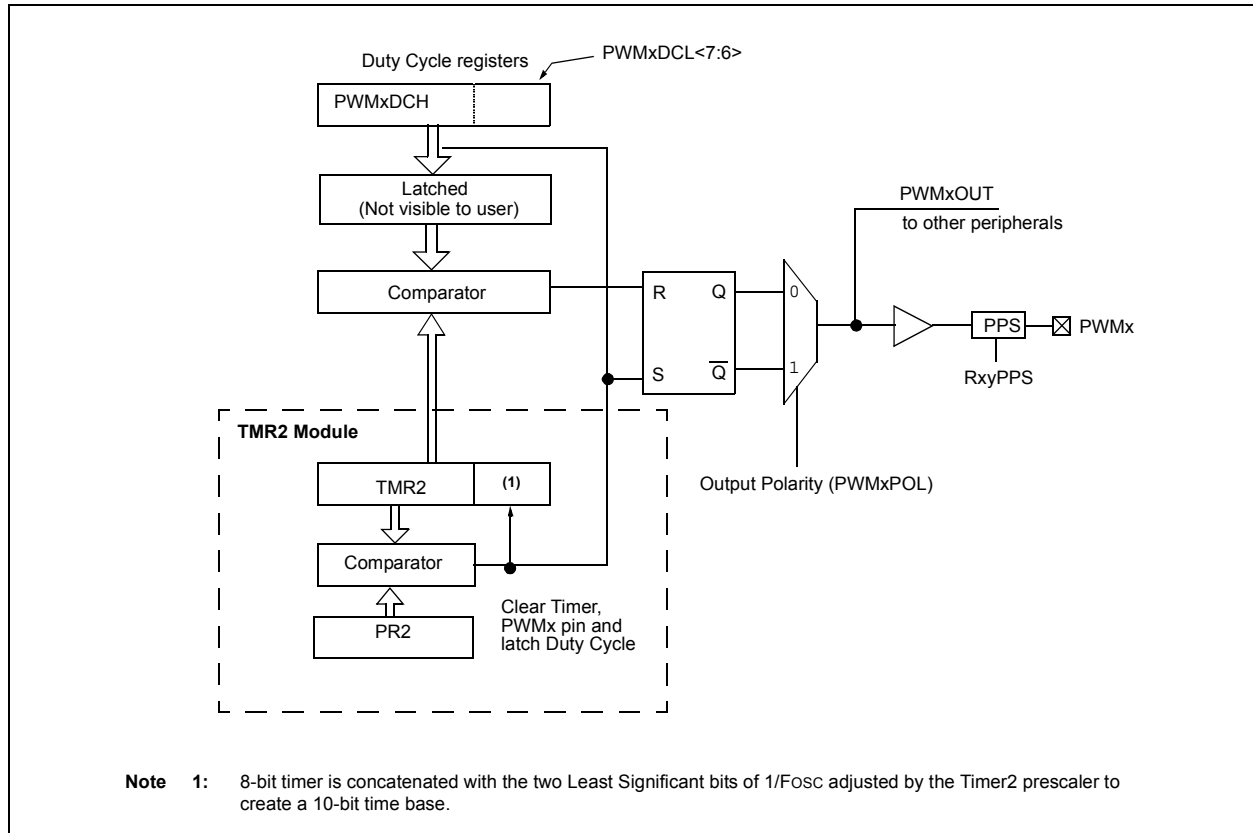 Duty Cycle registers
PWMxDCL<7:6>
PWMxDCH
Latched
(Not visible to user)
Comparator
R
Q
S
Q̅
0
1
PWMxOUT
to other peripherals
PPS
PWMx
RxyPPS
Output Polarity (PWMxPOL)
TMR2 Module
TMR2
(1)
Comparator
PR2
Clear Timer,
PWMx pin and
latch Duty Cycle
Note 1: 8-bit timer is concatenated with the two Least Significant bits of 1/FOSC adjusted by the Timer2 prescaler to
create a 10-bit time base.